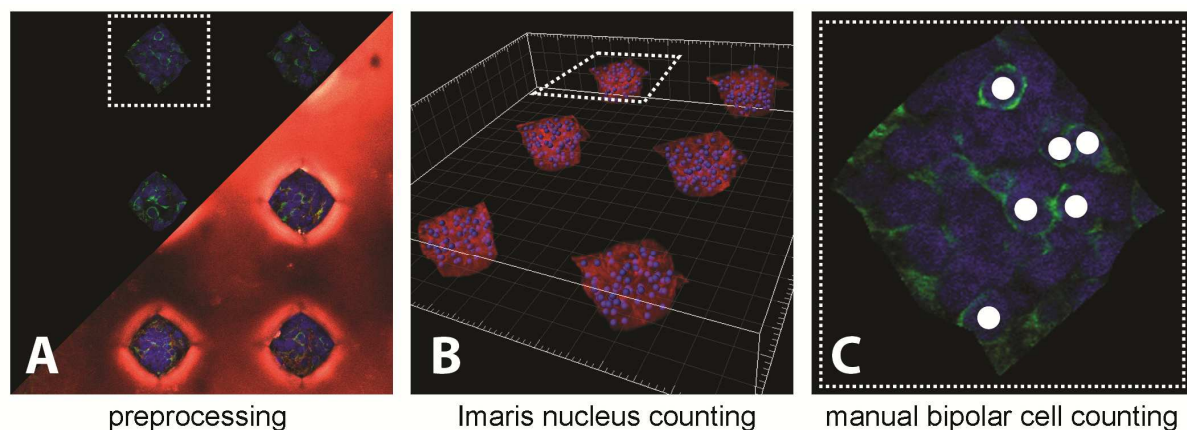 A
B
C
preprocessing
Imaris nucleus counting
manual bipolar cell counting